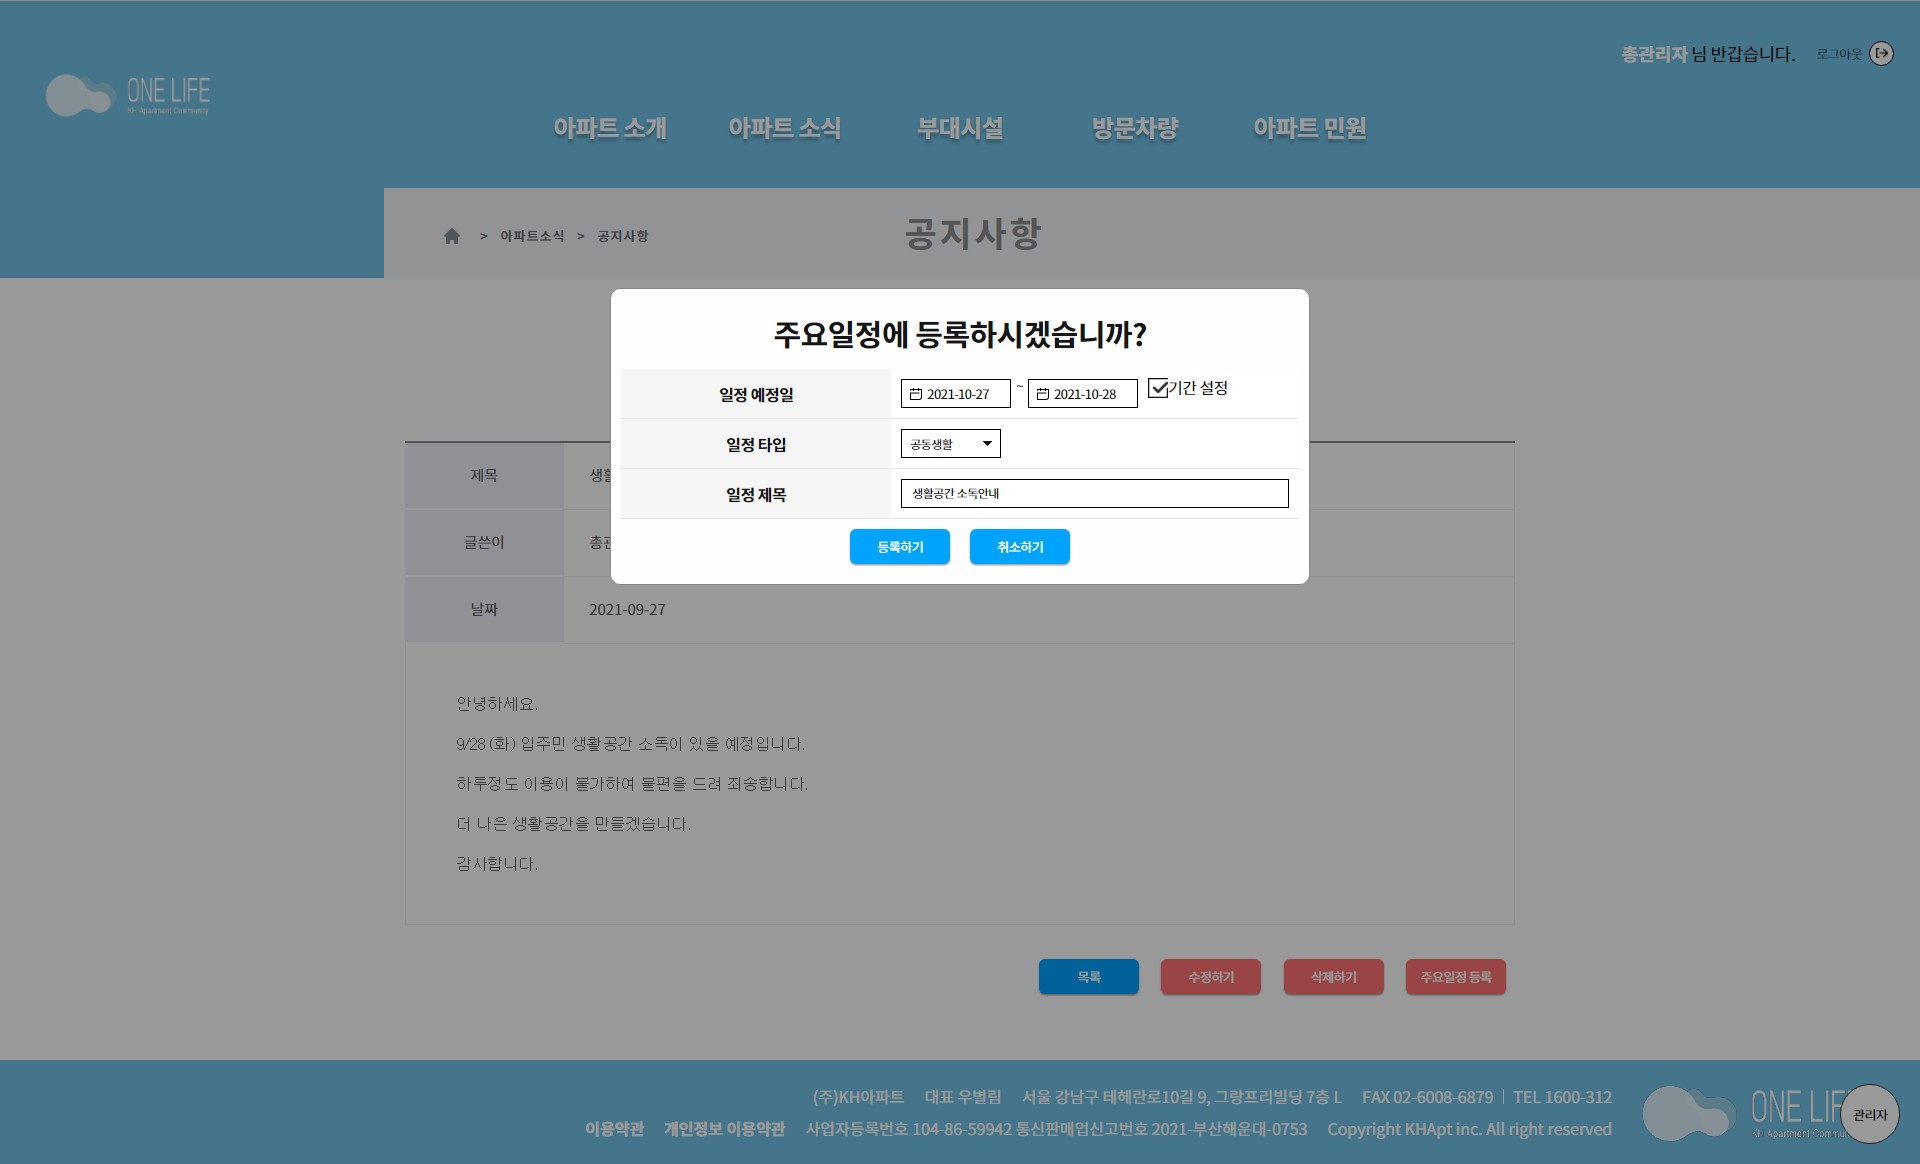 총관리자 님 반갑습니다. 로그아웃
ONE LIFE
KH Apartment Community
아파트 소개 아파트 소식 부대시설 방문차량 아파트 민원
> 아파트소식 > 공지사항
공지사항
주요일정에 등록하시겠습니까?
일정 예정일 2021-10-27 ~ 2021-10-28 기간 설정
일정 타입 공동생활
일정 제목 생활공간 소독안내
등록하기 취소하기
제목
글쓴이
날짜 2021-09-27
안녕하세요.
9/28 (화) 입주민 생활공간 소독이 있을 예정입니다.
하루정도 이용이 불가하여 불편을 드려 죄송합니다.
더 나은 생활공간을 만들겠습니다.
감사합니다.
목록 수정하기 삭제하기 주요일정 등록
(주)KH아파트 대표 우별림 서울 강남구 테헤란로10길 9, 그랑프리빌딩 7층 L FAX 02-6008-6879 | TEL 1600-312
이용약관 개인정보 이용약관 사업자등록번호 104-86-59942 통신판매업신고번호 2021-부산해운대-0753 Copyright KHApt inc. All right reserved
ONE LIF
KH Apartment
관리자